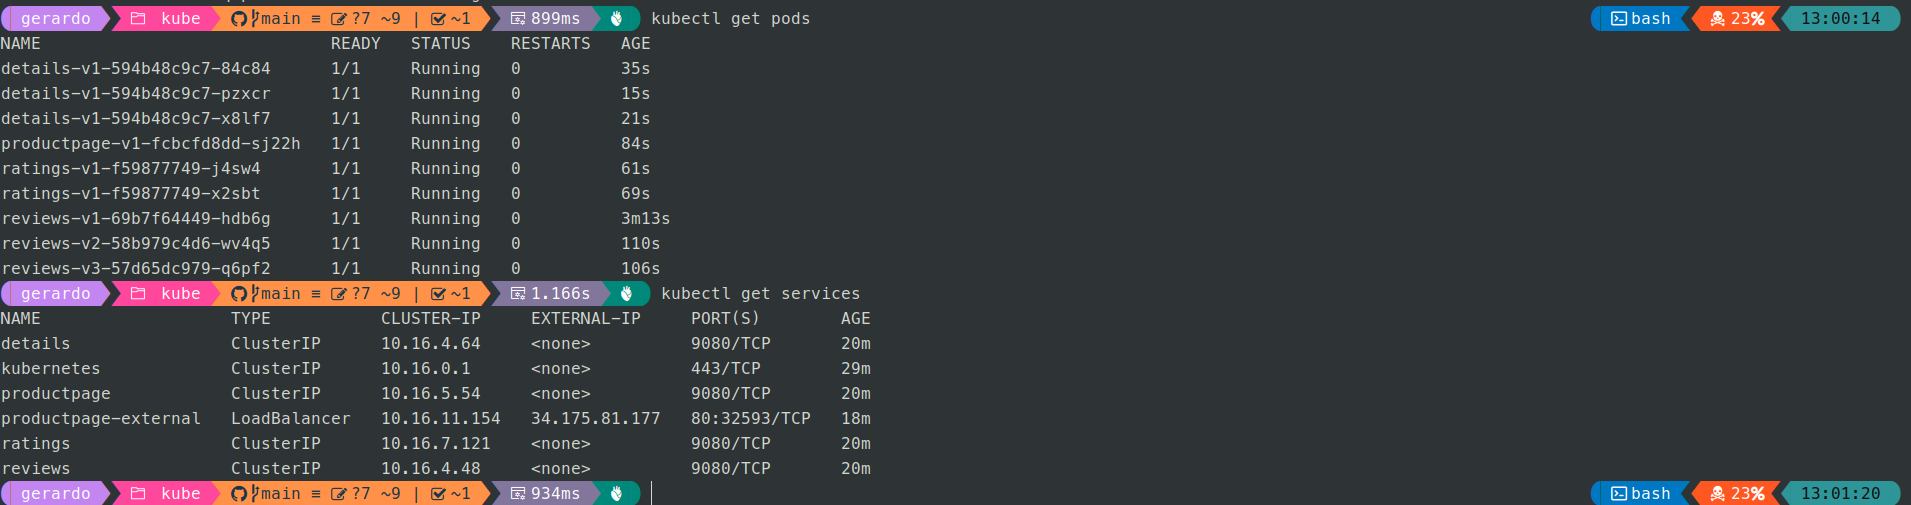 gerardo kube main ≡ ?7 ~9 | ~1 899ms kubectl get pods bash 23% 13:00:14
NAME READY STATUS RESTARTS AGE
details-v1-594b48c9c7-84c84 1/1 Running 0 35s
details-v1-594b48c9c7-pzxcr 1/1 Running 0 15s
details-v1-594b48c9c7-x8lf7 1/1 Running 0 21s
productpage-v1-fcbcfd8dd-sj22h 1/1 Running 0 84s
ratings-v1-f59877749-j4sw4 1/1 Running 0 61s
ratings-v1-f59877749-x2sbt 1/1 Running 0 69s
reviews-v1-69b7f64449-hdb6g 1/1 Running 0 3m13s
reviews-v2-58b979c4d6-wv4q5 1/1 Running 0 110s
reviews-v3-57d65dc979-q6pf2 1/1 Running 0 106s
gerardo kube main ≡ ?7 ~9 | ~1 1.166s kubectl get services
NAME TYPE CLUSTER-IP EXTERNAL-IP PORT(S) AGE
details ClusterIP 10.16.4.64 <none> 9080/TCP 20m
kubernetes ClusterIP 10.16.0.1 <none> 443/TCP 29m
productpage ClusterIP 10.16.5.54 <none> 9080/TCP 20m
productpage-external LoadBalancer 10.16.11.154 34.175.81.177 80:32593/TCP 18m
ratings ClusterIP 10.16.7.121 <none> 9080/TCP 20m
reviews ClusterIP 10.16.4.48 <none> 9080/TCP 20m
gerardo kube main ≡ ?7 ~9 | ~1 934ms bash 23% 13:01:20